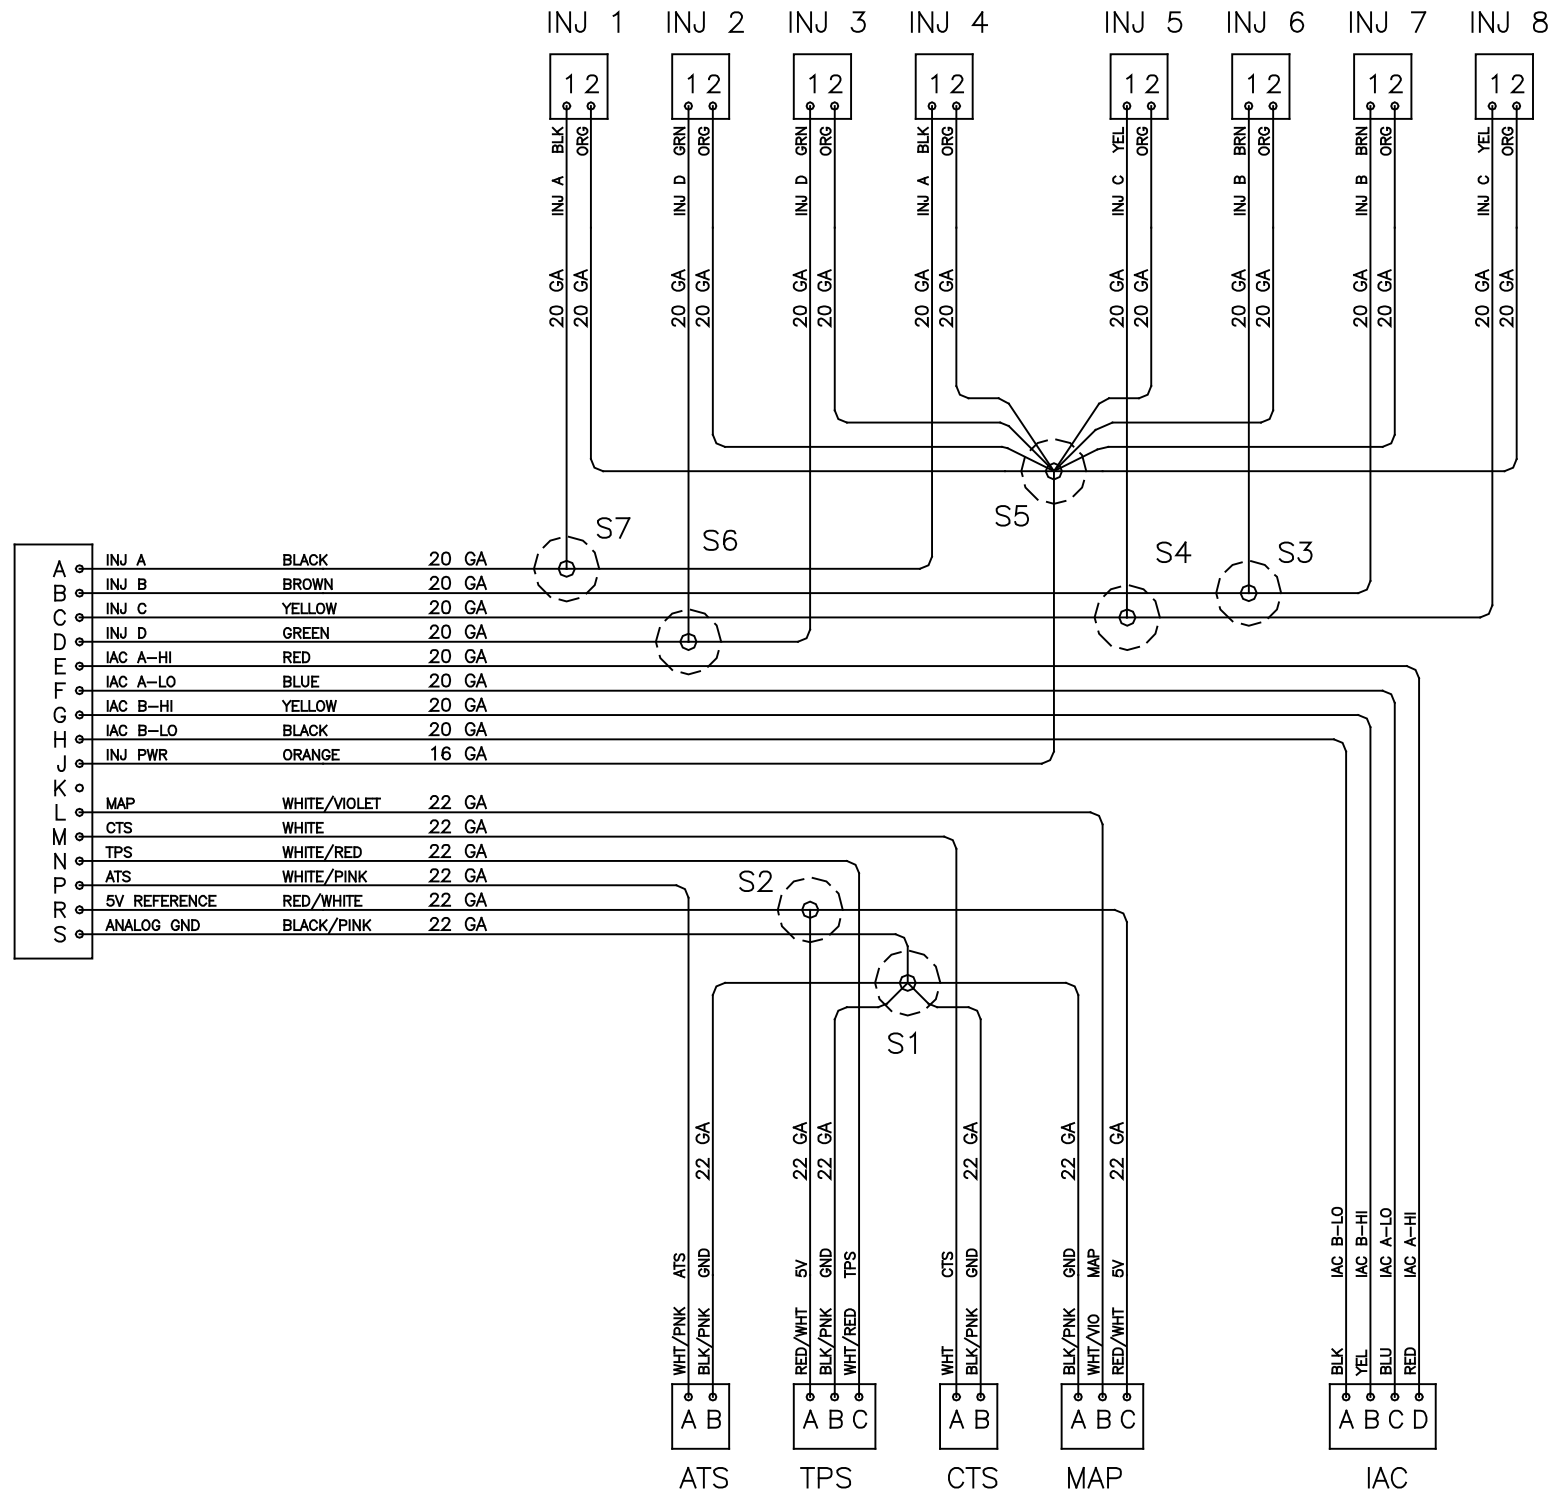 INJ 1 INJ 2 INJ 3 INJ 4 INJ 5 INJ 6 INJ 7 INJ 8
1 2 1 2 1 2 1 2 1 2 1 2 1 2 1 2
BLK ORG GRN ORG GRN ORG BLK ORG YEL ORG BRN ORG BRN ORG YEL ORG
INJ A INJ D INJ D INJ A INJ C INJ B INJ B INJ C
20 GA 20 GA 20 GA 20 GA 20 GA 20 GA 20 GA 20 GA 20 GA 20 GA 20 GA 20 GA 20 GA 20 GA 20 GA 20 GA
S5
S7 S6 S4 S3
A INJ A BLACK 20 GA
B INJ B BROWN 20 GA
C INJ C YELLOW 20 GA
D INJ D GREEN 20 GA
E IAC A-HI RED 20 GA
F IAC A-LO BLUE 20 GA
G IAC B-HI YELLOW 20 GA
H IAC B-LO BLACK 20 GA
J INJ PWR ORANGE 16 GA
K
L MAP WHITE/VIOLET 22 GA
M CTS WHITE 22 GA
N TPS WHITE/RED 22 GA
P ATS WHITE/PINK 22 GA
R 5V REFERENCE RED/WHITE 22 GA
S ANALOG GND BLACK/PINK 22 GA
S2
S1
22 GA 22 GA 22 GA 22 GA 22 GA 22 GA
ATS GND 5V GND TPS CTS GND GND MAP 5V IAC B-LO IAC B-HI IAC A-LO IAC A-HI
WHT/PNK BLK/PNK RED/WHT BLK/PNK WHT/RED WHT BLK/PNK BLK/PNK WHT/VIO RED/WHT BLK YEL BLU RED
A B A B C A B A B C A B C D
ATS TPS CTS MAP IAC